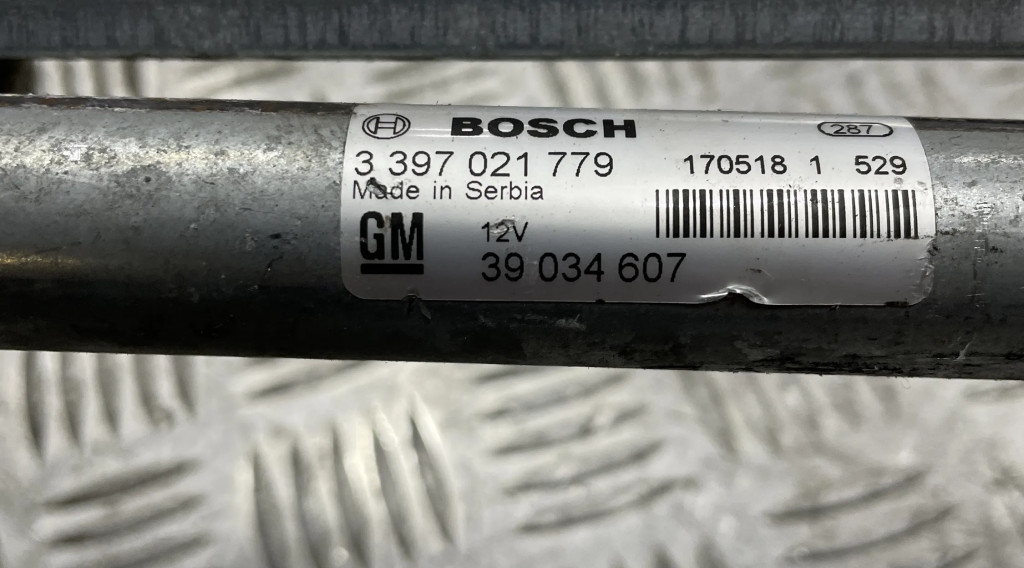 BOSCH 287
3 397 021 779 170518 1 529
Made in Serbia
GM 12V
39 034 607